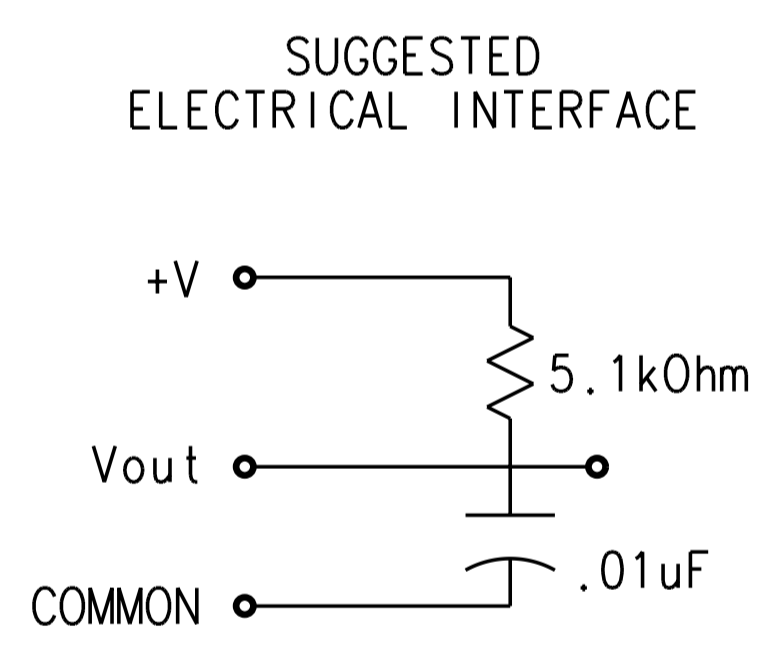 SUGGESTED
ELECTRICAL INTERFACE
+V
5.1kOhm
Vout
.01uF
COMMON